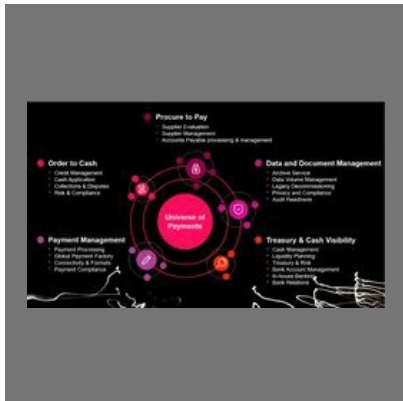 Procure to Pay
Supplier Evaluation
Supplier Management
Accounts Payable processing & management
Order to Cash
Credit Management
Cash Application
Collections & Disputes
Risk & Compliance
Data and Document Management
Archive Service
Data Volume Management
Legacy Decommissioning
Privacy and Compliance
Audit Readiness
Universe of
Payments
Payment Management
Payment Processing
Global Payment Factory
Connectivity & Formats
Payment Compliance
Treasury & Cash Visibility
Cash Management
Liquidity Planning
Treasury & Risk
Bank Account Management
In-house Banking
Bank Relations